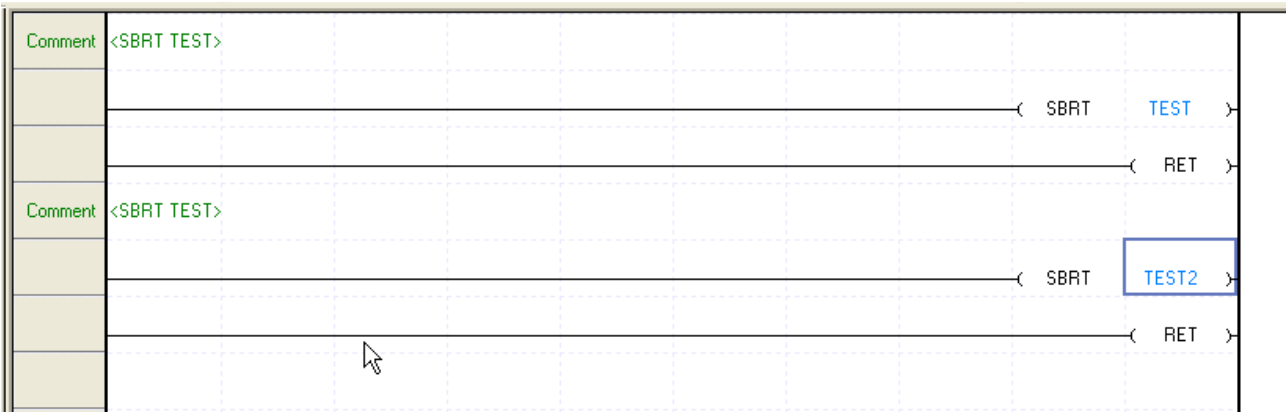 Comment <SBRT TEST>
SBRT TEST
RET
Comment <SBRT TEST>
SBRT TEST2
RET